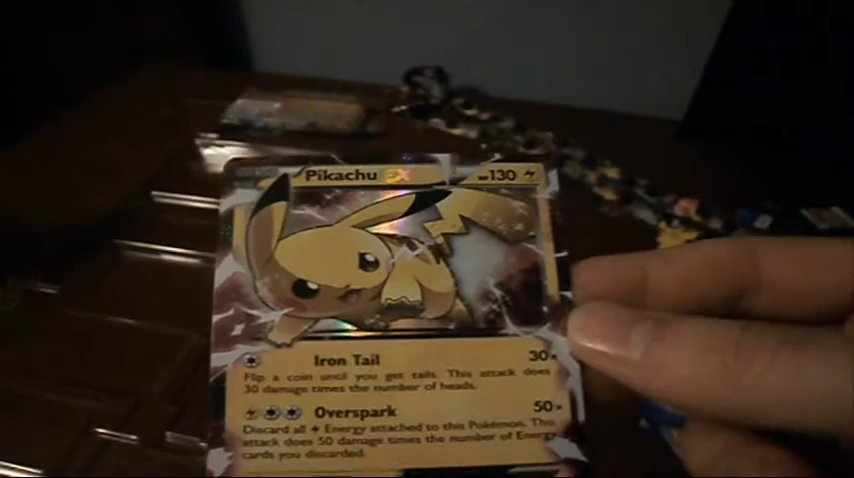 Pikachu EX HP130
Iron Tail 30×
Flip a coin until you get tails. This attack does
30 damage times the number of heads.
Overspark 50×
Discard all Energy attached to this Pokémon. This
attack does 50 damage times the number of Energy
cards you discarded.